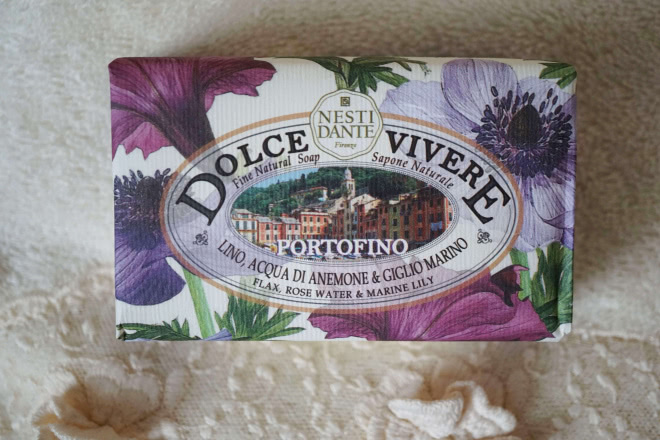 NESTI
DANTE
Firenze
DOLCE VIVERE
Fine Natural Soap Sapone Naturale
PORTOFINO
LINO, ACQUA DI ANEMONE & GIGLIO MARINO
FLAX, ROSE WATER & MARINE LILY